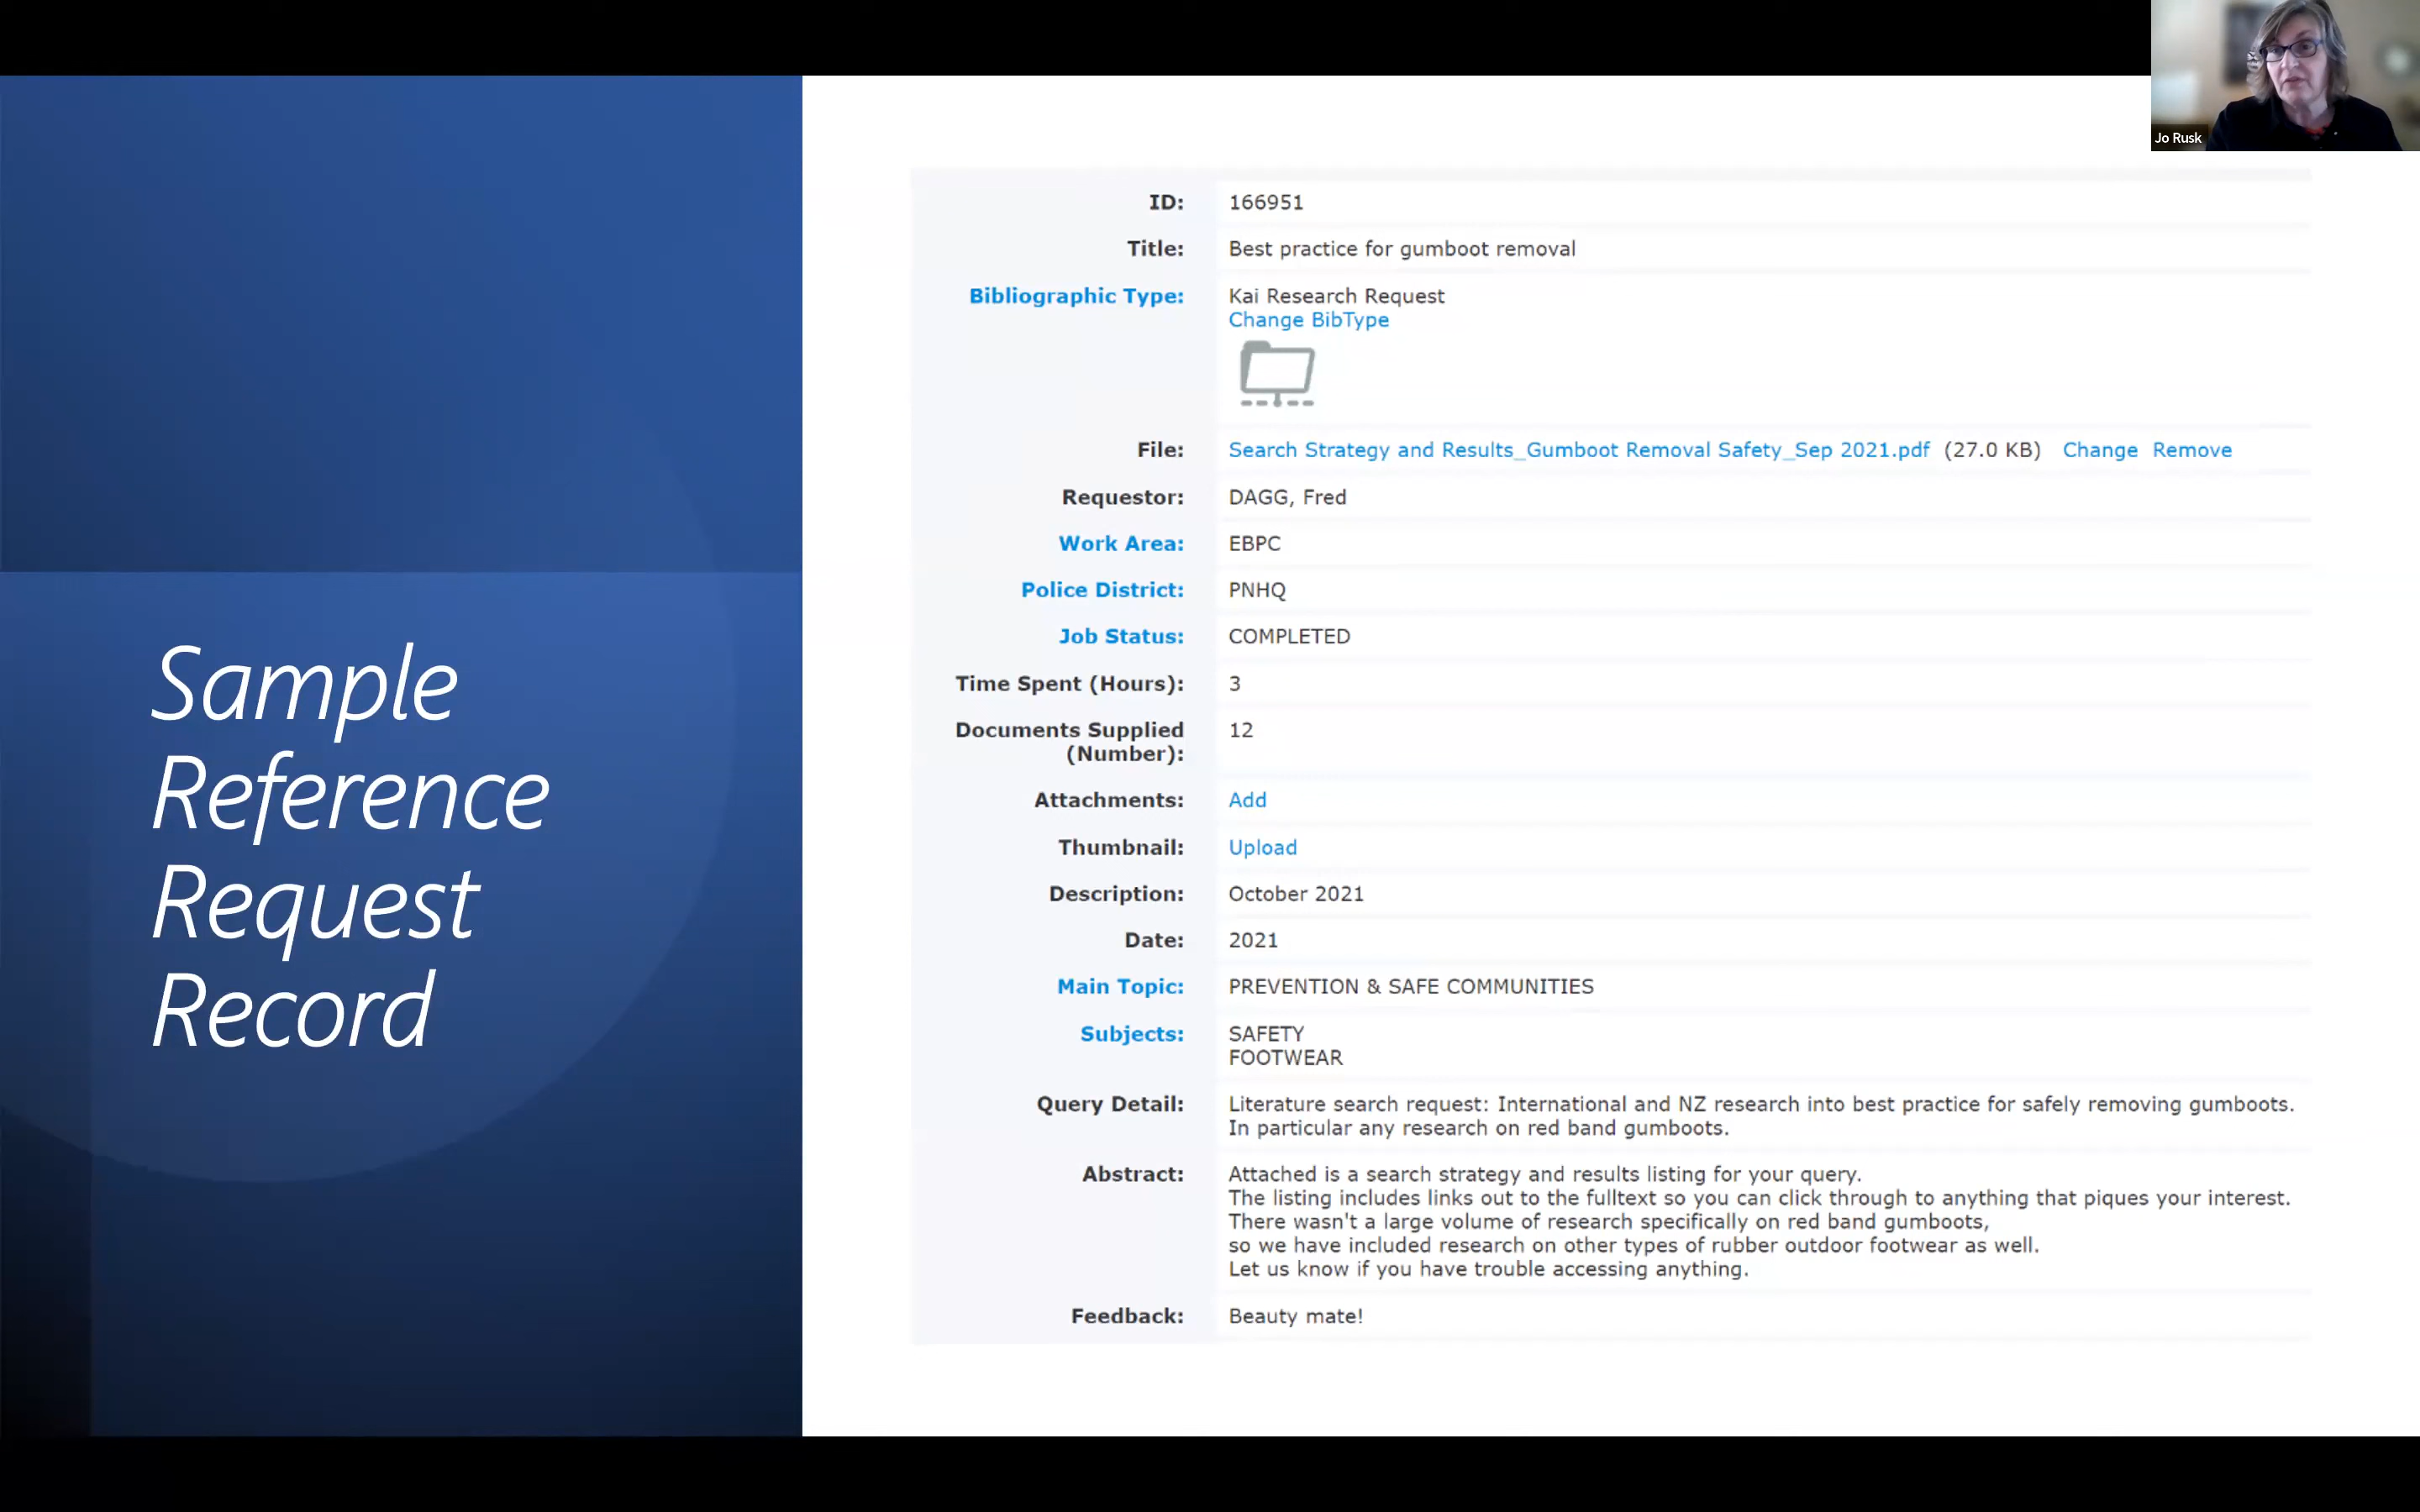 Jo Rusk
Sample
Reference
Request
Record
ID: 166951
Title: Best practice for gumboot removal
Bibliographic Type: Kai Research Request
Change BibType
File: Search Strategy and Results_Gumboot Removal Safety_Sep 2021.pdf (27.0 KB) Change Remove
Requestor: DAGG, Fred
Work Area: EBPC
Police District: PNHQ
Job Status: COMPLETED
Time Spent (Hours): 3
Documents Supplied 12
(Number):
Attachments: Add
Thumbnail: Upload
Description: October 2021
Date: 2021
Main Topic: PREVENTION & SAFE COMMUNITIES
Subjects: SAFETY
FOOTWEAR
Query Detail: Literature search request: International and NZ research into best practice for safely removing gumboots.
In particular any research on red band gumboots.
Abstract: Attached is a search strategy and results listing for your query.
The listing includes links out to the fulltext so you can click through to anything that piques your interest.
There wasn't a large volume of research specifically on red band gumboots,
so we have included research on other types of rubber outdoor footwear as well.
Let us know if you have trouble accessing anything.
Feedback: Beauty mate!